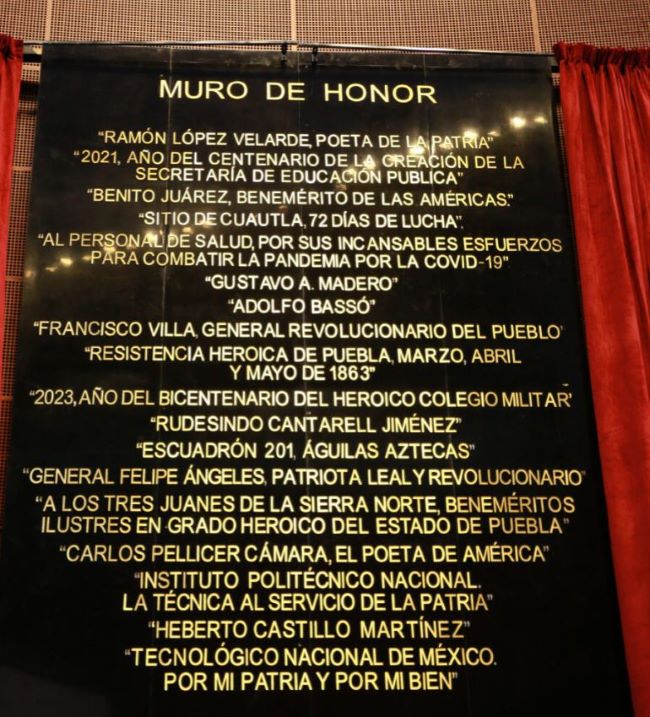 MURO DE HONOR
"RAMÓN LÓPEZ VELARDE, POETA DE LA PATRIA"
"2021, AÑO DEL CENTENARIO DE LA CREACIÓN DE LA
SECRETARÍA DE EDUCACIÓN PUBLICA"
"BENITO JUÁREZ, BENEMÉRITO DE LAS AMÉRICAS."
"SITIO DE CUAUTLA, 72 DÍAS DE LUCHA".
"AL PERSONAL DE SALUD, POR SUS INCANSABLES ESFUERZOS
PARA COMBATIR LA PANDEMIA POR LA COVID-19"
"GUSTAVO A. MADERO"
"ADOLFO BASSÓ"
"FRANCISCO VILLA, GENERAL REVOLUCIONARIO DEL PUEBLO"
"RESISTENCIA HEROICA DE PUEBLA, MARZO, ABRIL
Y MAYO DE 1863"
"2023, AÑO DEL BICENTENARIO DEL HEROICO COLEGIO MILITAR"
"RUDESINDO CANTARELL JIMÉNEZ"
"ESCUADRÓN 201, ÁGUILAS AZTECAS"
"GENERAL FELIPE ÁNGELES, PATRIOTA LEAL Y REVOLUCIONARIO"
"A LOS TRES JUANES DE LA SIERRA NORTE, BENEMÉRITOS
ILUSTRES EN GRADO HEROICO DEL ESTADO DE PUEBLA"
"CARLOS PELLICER CÁMARA, EL POETA DE AMÉRICA"
"INSTITUTO POLITÉCNICO NACIONAL.
LA TÉCNICA AL SERVICIO DE LA PATRIA"
"HEBERTO CASTILLO MARTÍNEZ"
"TECNOLÓGICO NACIONAL DE MÉXICO.
POR MI PATRIA Y POR MI BIEN"